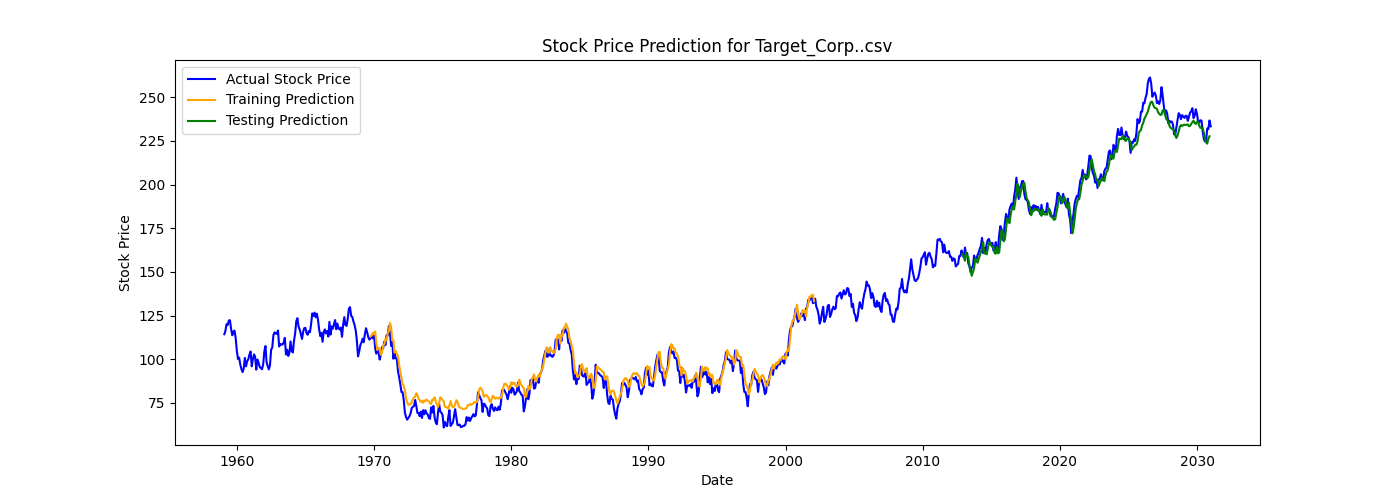 Stock Price Prediction for Target_Corp..csv
Actual Stock Price
Training Prediction
Testing Prediction
250
225
200
175
150
125
100
75
Stock Price
1960 1970 1980 1990 2000 2010 2020 2030
Date